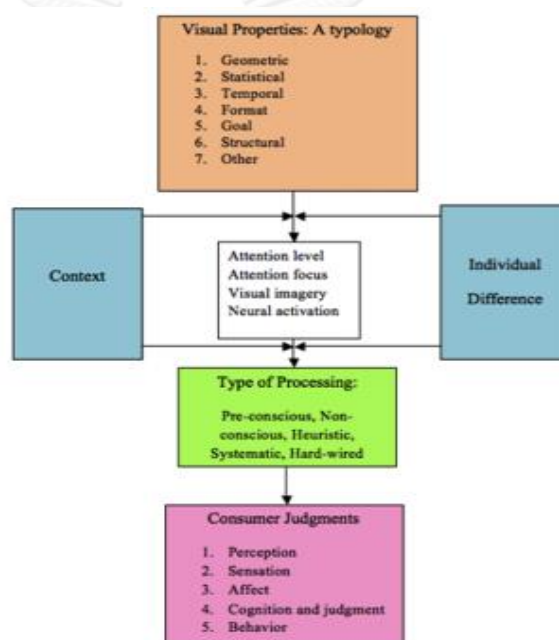 Visual Properties: A typology
1. Geometric
2. Statistical
3. Temporal
4. Format
5. Goal
6. Structural
7. Other
Context
Attention level
Attention focus
Visual imagery
Neural activation
Individual
Difference
Type of Processing:
Pre-conscious, Non-
conscious, Heuristic,
Systematic, Hard-wired
Consumer Judgments
1. Perception
2. Sensation
3. Affect
4. Cognition and judgment
5. Behavior